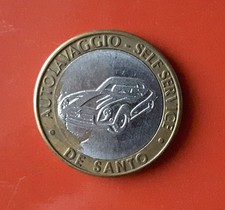 AUTOLAVAGGIO - SELF SERVICE
• DE SANTO •